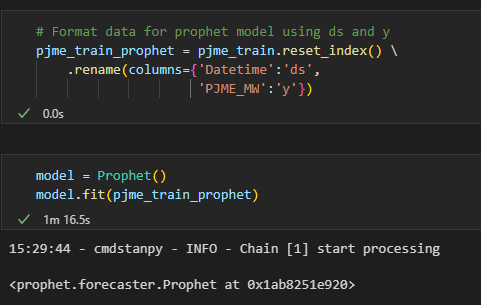 # Format data for prophet model using ds and y
pjme_train_prophet = pjme_train.reset_index() \
.rename(columns={'Datetime':'ds',
'PJME_MW':'y'})
0.0s
model = Prophet()
model.fit(pjme_train_prophet)
1m 16.5s
15:29:44 - cmdstanpy - INFO - Chain [1] start processing
<prophet.forecaster.Prophet at 0x1ab8251e920>